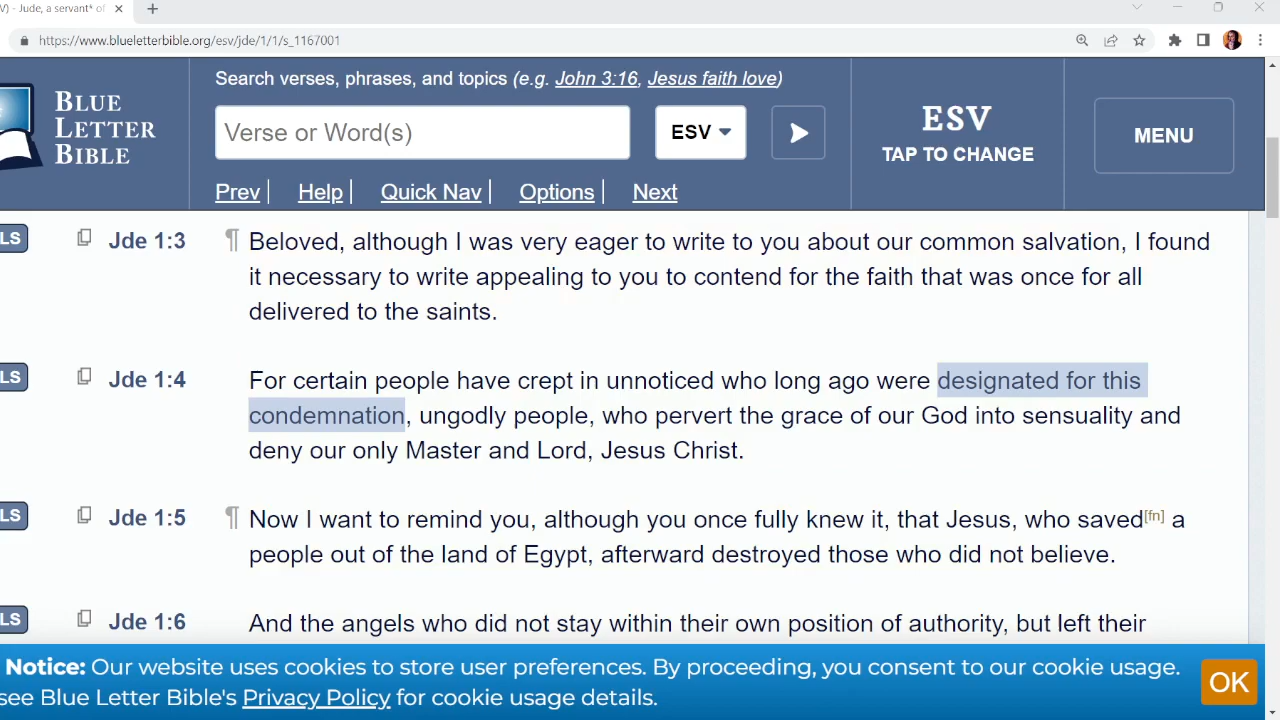 V) - Jude, a servant* of
https://www.blueletterbible.org/esv/jde/1/1/s_1167001
Search verses, phrases, and topics (e.g. John 3:16, Jesus faith love)
BLUE
LETTER
BIBLE
Verse or Word(s)
ESV
ESV
TAP TO CHANGE
MENU
Prev | Help | Quick Nav | Options | Next
LS Jde 1:3 ¶ Beloved, although I was very eager to write to you about our common salvation, I found
it necessary to write appealing to you to contend for the faith that was once for all
delivered to the saints.
LS Jde 1:4 For certain people have crept in unnoticed who long ago were designated for this
condemnation, ungodly people, who pervert the grace of our God into sensuality and
deny our only Master and Lord, Jesus Christ.
LS Jde 1:5 ¶ Now I want to remind you, although you once fully knew it, that Jesus, who saved[fn] a
people out of the land of Egypt, afterward destroyed those who did not believe.
LS Jde 1:6 And the angels who did not stay within their own position of authority, but left their
Notice: Our website uses cookies to store user preferences. By proceeding, you consent to our cookie usage.
see Blue Letter Bible's Privacy Policy for cookie usage details.
OK